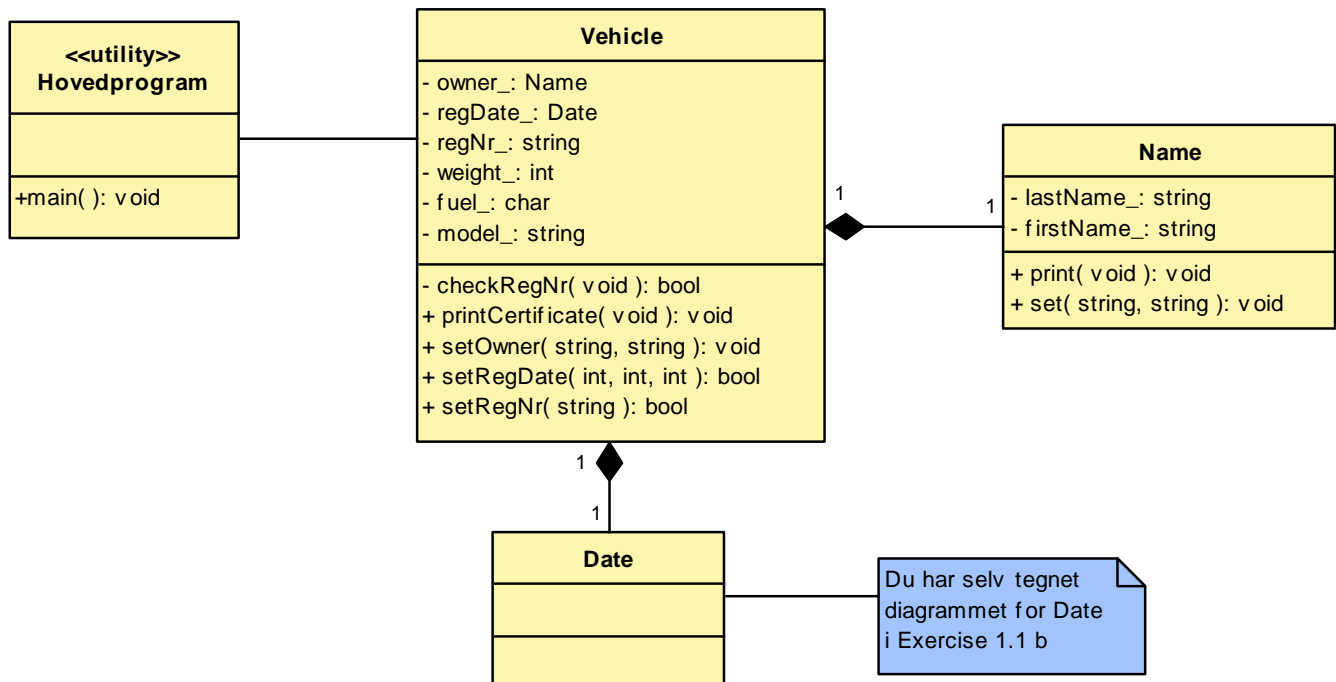 <<utility>>
Hovedprogram
+main( ): void
Vehicle
- owner_: Name
- regDate_: Date
- regNr_: string
- weight_: int
- fuel_: char
- model_: string
- checkRegNr( void ): bool
+ printCertificate( void ): void
+ setOwner( string, string ): void
+ setRegDate( int, int, int ): bool
+ setRegNr( string ): bool
1
1
Name
- lastName_: string
- firstName_: string
+ print( void ): void
+ set( string, string ): void
1
1
Date
Du har selv tegnet
diagrammet for Date
i Exercise 1.1 b